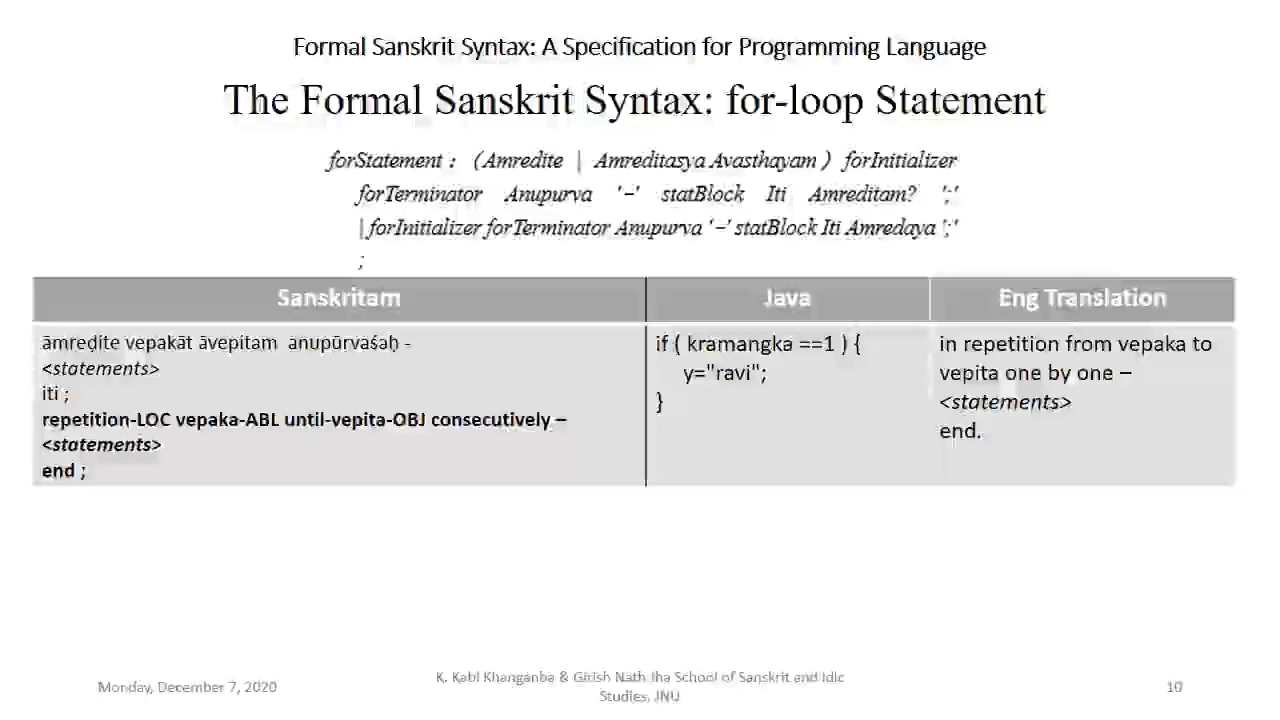 Formal Sanskrit Syntax: A Specification for Programming Language
The Formal Sanskrit Syntax: for-loop Statement
forStatement : (Amredite | Amreditasya Avasthayam ) forInitializer
forTerminator Anupurva '–' statBlock Iti Amreditam? ';'
| forInitializer forTerminator Anupurva '–' statBlock Iti Amredaya ';'
;
Sanskritam
Java
Eng Translation
āmreḍite vepakāt āvepitam anupūrvaśaḥ -
<statements>
iti ;
repetition-LOC vepaka-ABL until-vepita-OBJ consecutively –
<statements>
end ;
if ( kramangka ==1 ) {
y="ravi";
}
in repetition from vepaka to
vepita one by one –
<statements>
end.
Monday, December 7, 2020
K. Kabi Khanganba & Girish Nath Jha School of Sanskrit and Idic
Studies, JNU
10